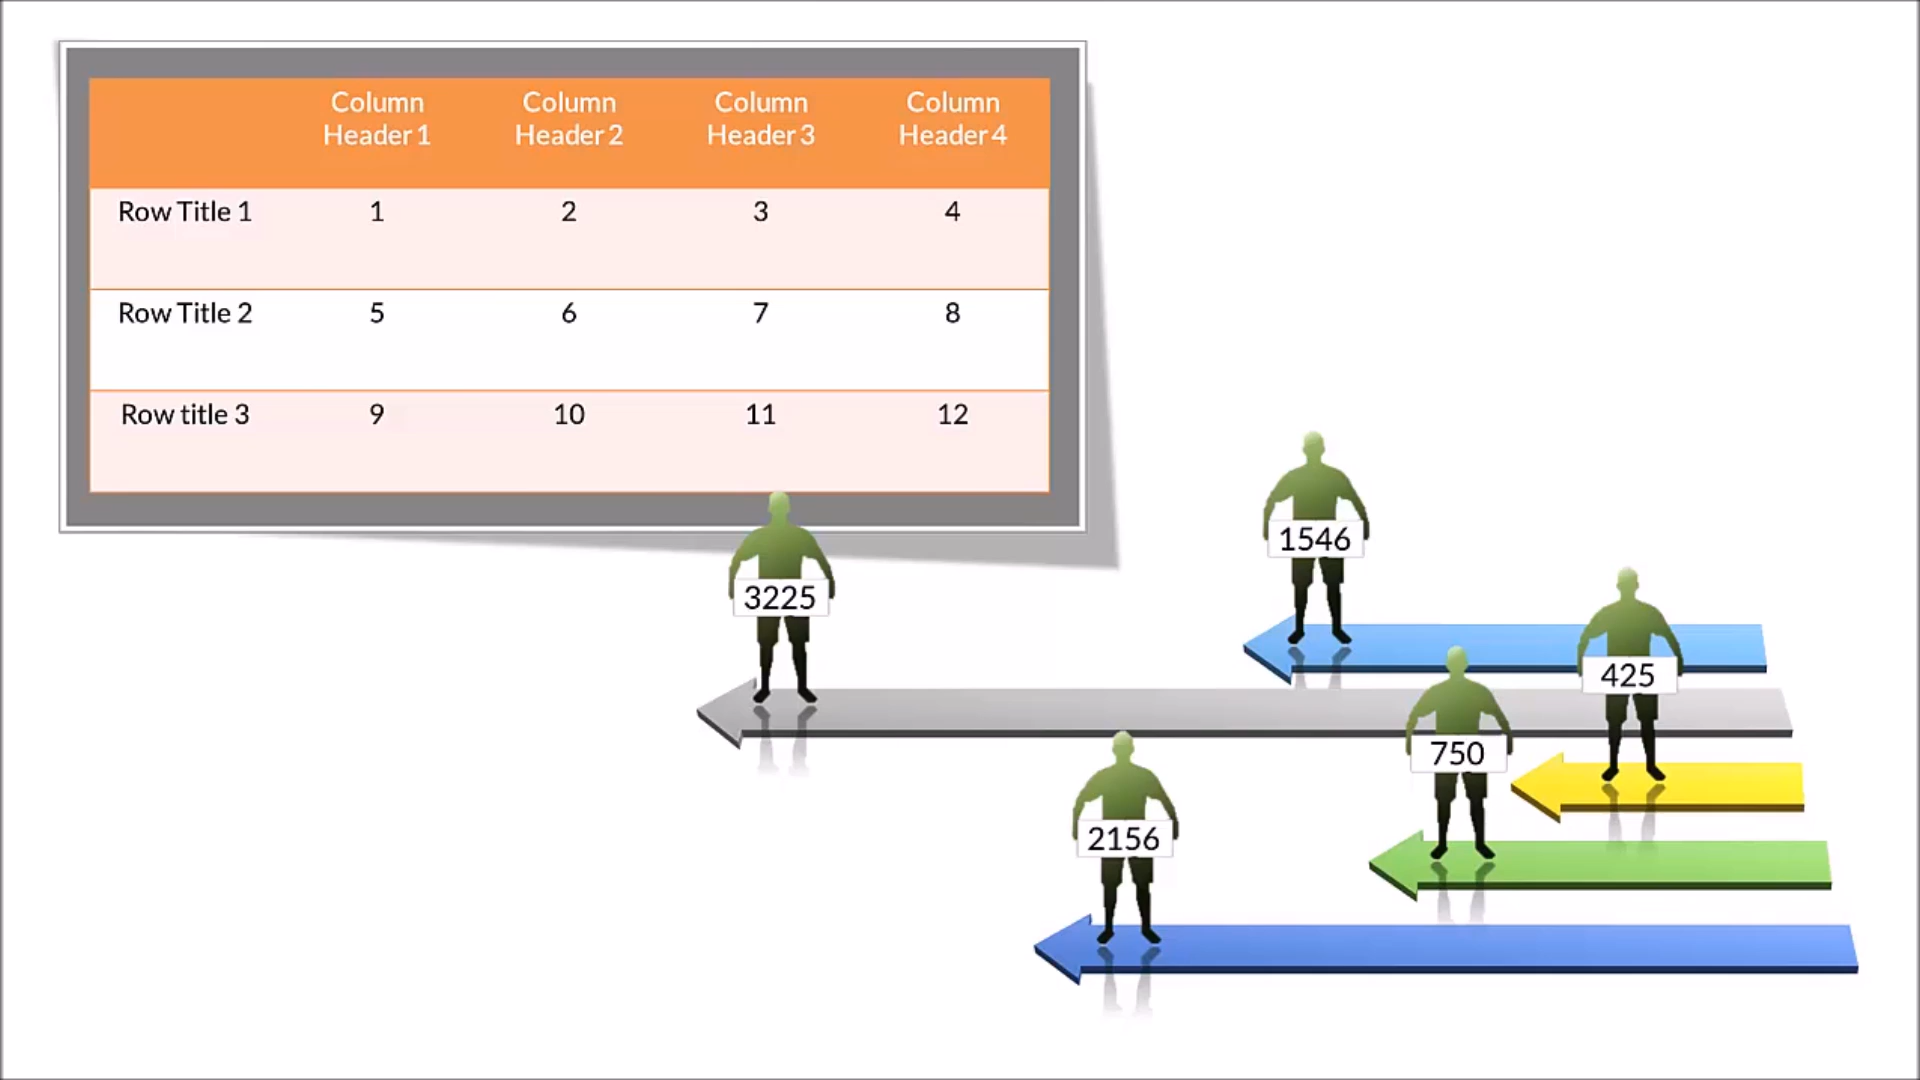 Column Header 1 Column Header 2 Column Header 3 Column Header 4
Row Title 1 1 2 3 4
Row Title 2 5 6 7 8
Row title 3 9 10 11 12
1546
3225
425
750
2156